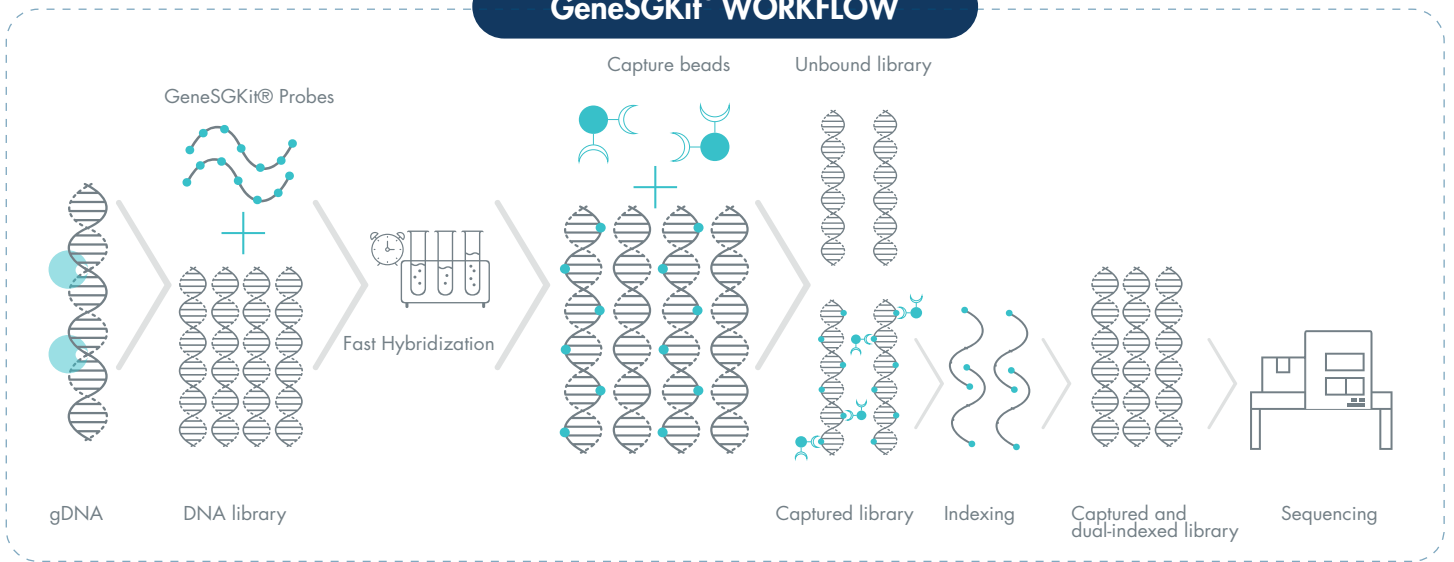 GeneSGKit® WORKFLOW
Capture beads
Unbound library
GeneSGKit® Probes
Fast Hybridization
gDNA
DNA library
Captured library
Indexing
Captured and
dual-indexed library
Sequencing